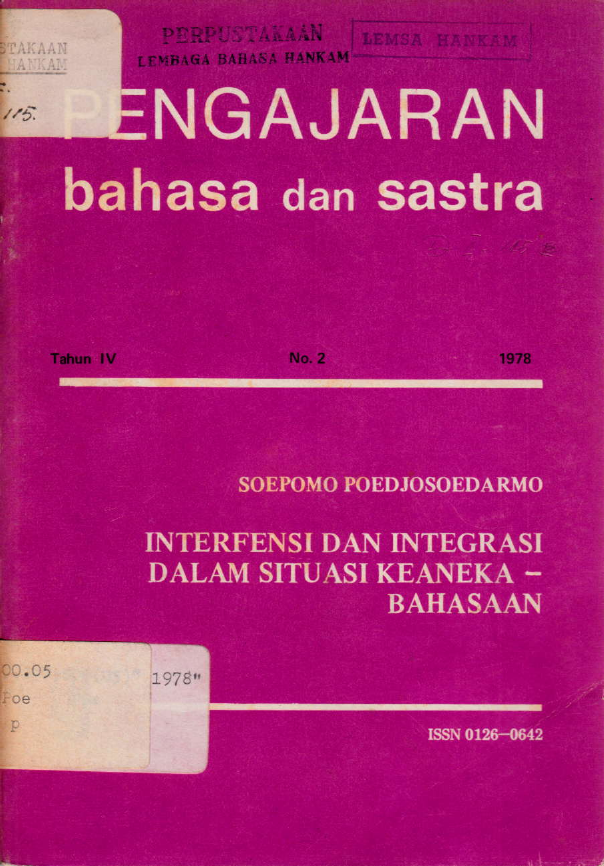 PERPUSTAKAAN
LEMBAGA BAHASA HANKAM
LEMSA HANKAM
STAKAAN
HANKAM
115.
PENGAJARAN
bahasa dan sastra
Tahun IV No. 2 1978
SOEPOMO POEDJOSOEDARMO
INTERFENSI DAN INTEGRASI
DALAM SITUASI KEANEKA –
BAHASAAN
00.05
Poe
p
1978"
ISSN 0126–0642